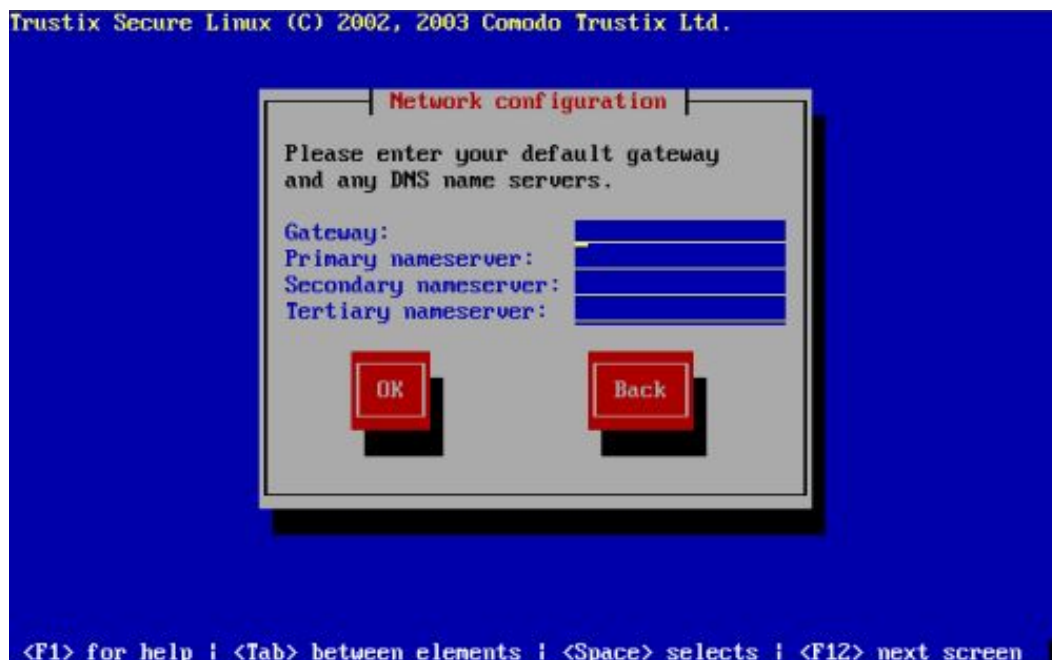 Trustix Secure Linux (C) 2002, 2003 Comodo Trustix Ltd.
Network configuration
Please enter your default gateway
and any DNS name servers.
Gateway:
Primary nameserver:
Secondary nameserver:
Tertiary nameserver:
OK Back
<F1> for help | <Tab> between elements | <Space> selects | <F12> next screen